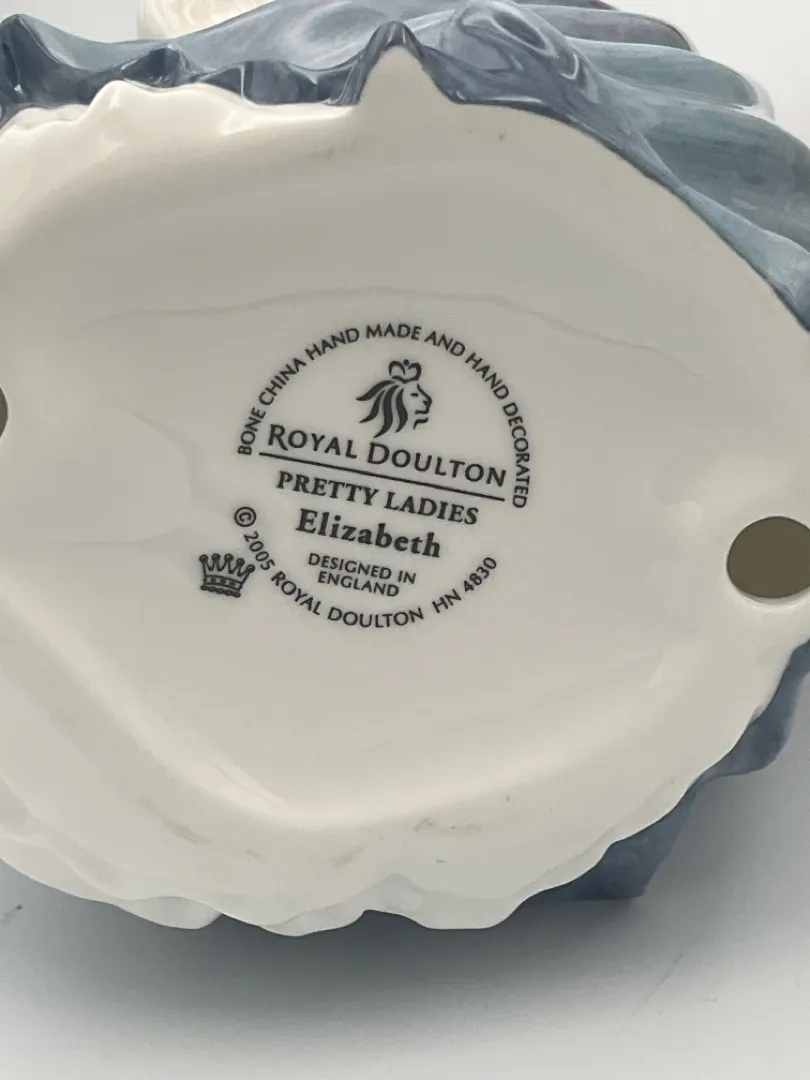 BONE CHINA HAND MADE AND HAND DECORATED
ROYAL DOULTON
PRETTY LADIES
Elizabeth
DESIGNED IN
ENGLAND
© 2005 ROYAL DOULTON HN 4830